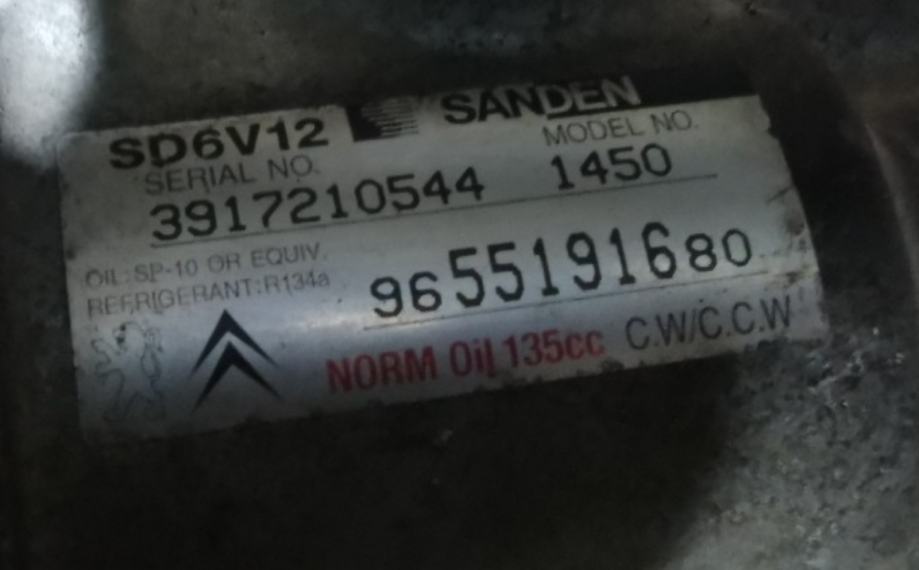 SD6V12 SANDEN
SERIAL NO. MODEL NO.
3917210544 1450
OIL:SP-10 OR EQUIV.
REFRIGERANT:R134a 9655191680
NORM Oil 135cc C.W/C.C.W